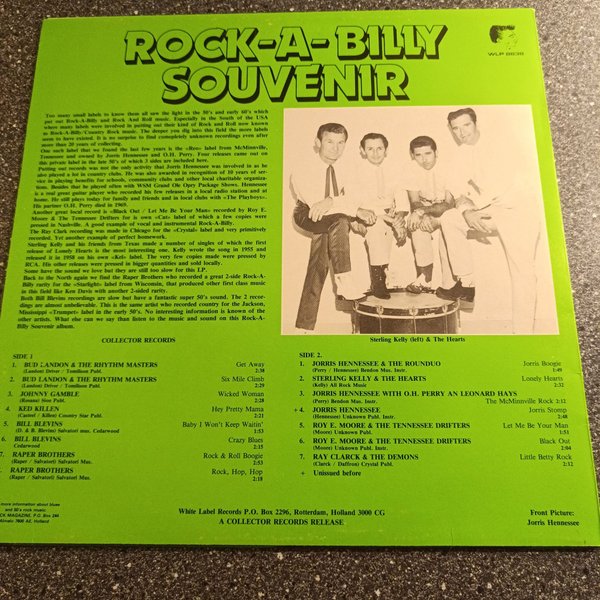 ROCK-A-BILLY
SOUVENIR
WLP 8838
Too many small labels to know them all saw the light in the 50's and early 60's which
put out Rock-A-Billy and Rock And Roll music. Especially in the South of the USA
where many labels were involved in putting out their kind of Rock and Roll now known
as Rock-A-Billy/Country Rock music. The deeper you dig into this field the more labels
seem to have existed. It is no surprise to find completely unknown recordings even after
more than 20 years of collecting.
One such label that we found the last few years is the «Reo» label from McMinnvilt,
Tennesee and owned by Jorris Hennessee and O.H. Perry. Four releases came out on
this private label in the late 50's of which 3 sides are included here.
Putting out records was not the only activity that Jorris Hennessee was involved in as he
also played a lot in country clubs. He was also awarded in recognition of 10 years of ser-
vice in playing benefits for schools, community clubs and other local charitable organiza-
tions. Besides that he played often with WSM Grand Ole Opry Package Shows. Hennessee
is a real great guitar player who recorded his few releases in a local radio station and at
home. He still plays today for family and friends and in local clubs with «The Playboys».
His partner O.H. Perry died in 1969.
Another great local record is «Black Out / Let Me Be Your Man» recorded by Roy E.
Moore & The Tennessee Drifters for is own «Cat» label of which a few copies were
pressed in Nashville. A good example of vocal and instrumental Rock-A-Billy.
The Ray Clark recording was made in Chicago for the «Crystal» label and very primitively
recorded. Yet another example of perfect homework.
Sterling Kelly and his friends from Texas made a number of singles of which the first
release of Lonely Hearts is the most interesting one. Kelly wrote the song in 1955 and
released it in 1958 on his own «Kel» label. The very few copies made were pressed by
RCA. His other releases were pressed in bigger quantities and sold locally.
Some have the sound we love but they are still too slow for this LP.
Back to the North again we find the Raper Brothers who recorded a great 2-side Rock-A-
Billy rarity for the «Starlight» label from Wisconsin, that produced other first class music
in this field like Ken Davis with another 2-sided rarity.
Both Bill Blevins recordings are slow but have a fantastic super 50's sound. The 2 recor-
dings are almost unbelievable. This is the same artist who recorded country for the Jackson,
Mississippi «Trumpet» label in the early 50's. No interesting information is known of the
other artists. What else can we say than listen to the music and sound on this Rock-A-
Billy Souvenir album.
COLLECTOR RECORDS
Sterling Kelly (left) & The Hearts
SIDE 1
1. BUD LANDON & THE RHYTHM MASTERS Get Away
(Landon) Driver / Tomilson Publ. 2:38
2. BUD LANDON & THE RHYTHM MASTERS Six Mile Climb
(Landon) Driver / Tomilson Publ. 2:29
3. JOHNNY GAMBLE Wicked Woman
2:28
4. KED KILLEN Hey Pretty Mama
Killen) Country Star Publ. 2:21
5. BILL BLEVINS Baby I Won't Keep Waitin'
(D. & B. Blevins) Salvatori mus. Cedarwood 1:53
6. BILL BLEVINS Crazy Blues
Cedarwood 2:15
7. RAPER BROTHERS Rock & Roll Boogie
(Raper / Salvatori) Salvatori Mus. 1:53
RAPER BROTHERS Rock, Hop, Hop
(Raper / Salvatori) Salvatori Mus. 2:18
SIDE 2.
1. JORRIS HENNESSEE & THE ROUNDUO Jorris Boogie
(Perry / Hennessee) Bendon Mus. Instr. 1:49
2. STERLING KELLY & THE HEARTS Lonely Hearts
(Kelly) All Rock Music 2:32
3. JORRIS HENNESSEE WITH O.H. PERRY AN LEONARD HAYS
(Perry) Bendon Mus. Instr. The McMinntville Rock 2:12
+ 4. JORRIS HENNESSEE Jorris Stomp
(Hennessee) Unknown Publ. Instr. 2:48
5. ROY E. MOORE & THE TENNESSEE DRIFTERS Let Me Be Your Man
(Moore) Unknown Publ. 1:51
6. ROY E. MOORE & THE TENNESSEE DRIFTERS Black Out
(Moore) Unknown Publ. Instr. 2:04
7. RAY CLARCK & THE DEMONS Little Betty Rock
(Clarck / Daffron) Crystal Publ. 2:12
+ Unissued before
more information about blues
and 50's rock music:
MAGAZINE, P.O. Box 244
Almelo 7600 AE, Holland
White Label Records P.O. Box 2296, Rotterdam, Holland 3000 CG
A COLLECTOR RECORDS RELEASE
Front Picture:
Jorris Hennessee